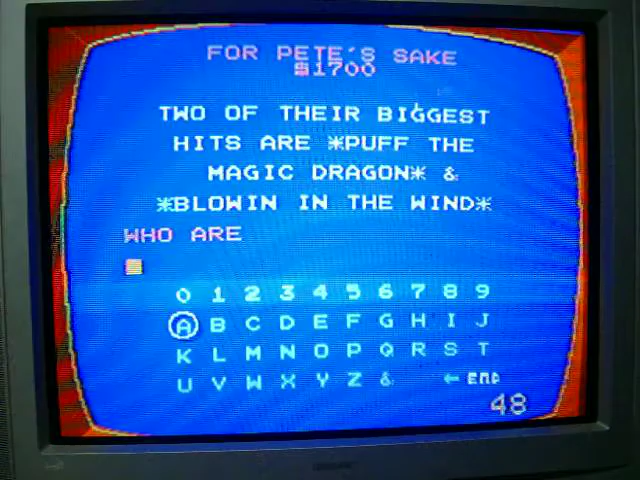 FOR PETE'S SAKE
$1700
TWO OF THEIR BIGGEST
HITS ARE *PUFF THE
MAGIC DRAGON* &
*BLOWIN IN THE WIND*
WHO ARE
0 1 2 3 4 5 6 7 8 9
A B C D E F G H I J
K L M N O P Q R S T
U V W X Y Z & ← END
48